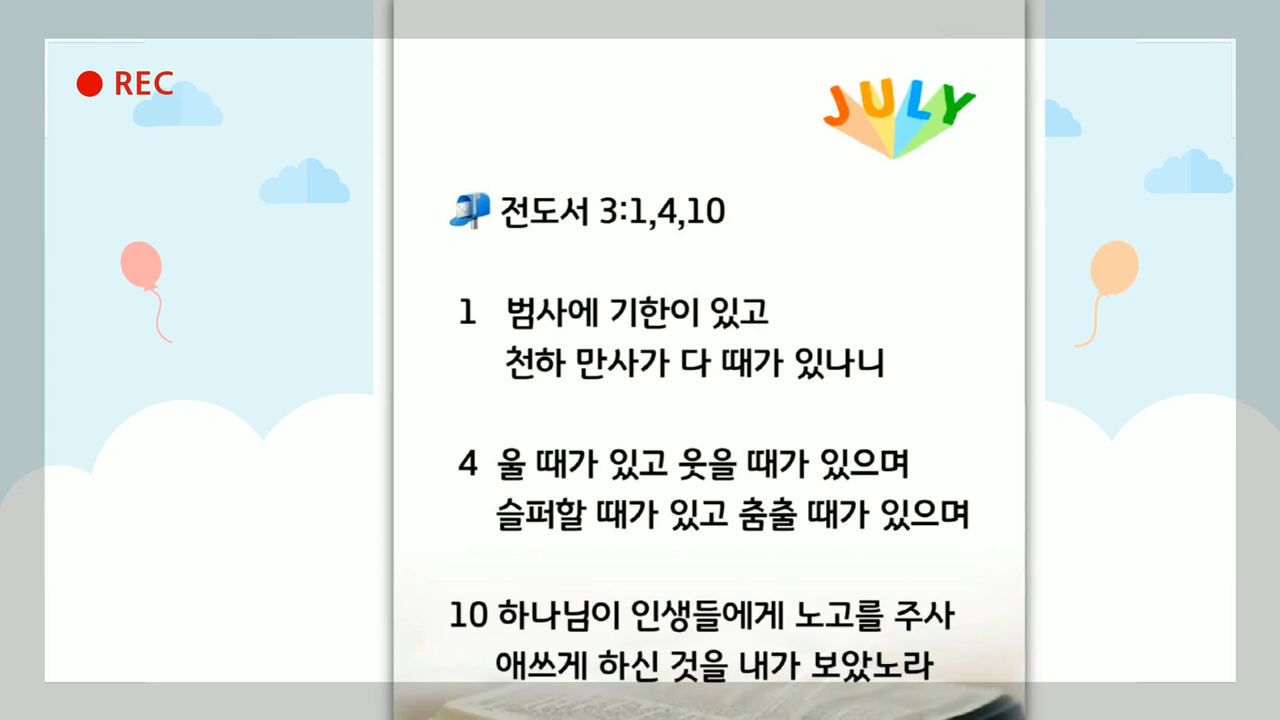 REC
JULY
전도서 3:1,4,10
1 범사에 기한이 있고
천하 만사가 다 때가 있나니
4 울 때가 있고 웃을 때가 있으며
슬퍼할 때가 있고 춤출 때가 있으며
10 하나님이 인생들에게 노고를 주사
애쓰게 하신 것을 내가 보았노라